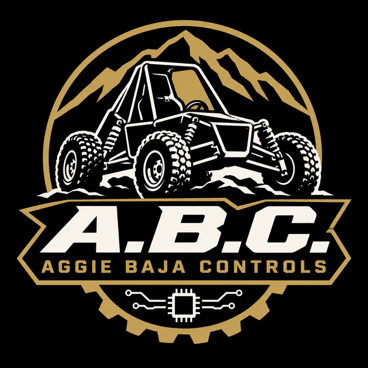 A.B.C.
AGGIE BAJA CONTROLS